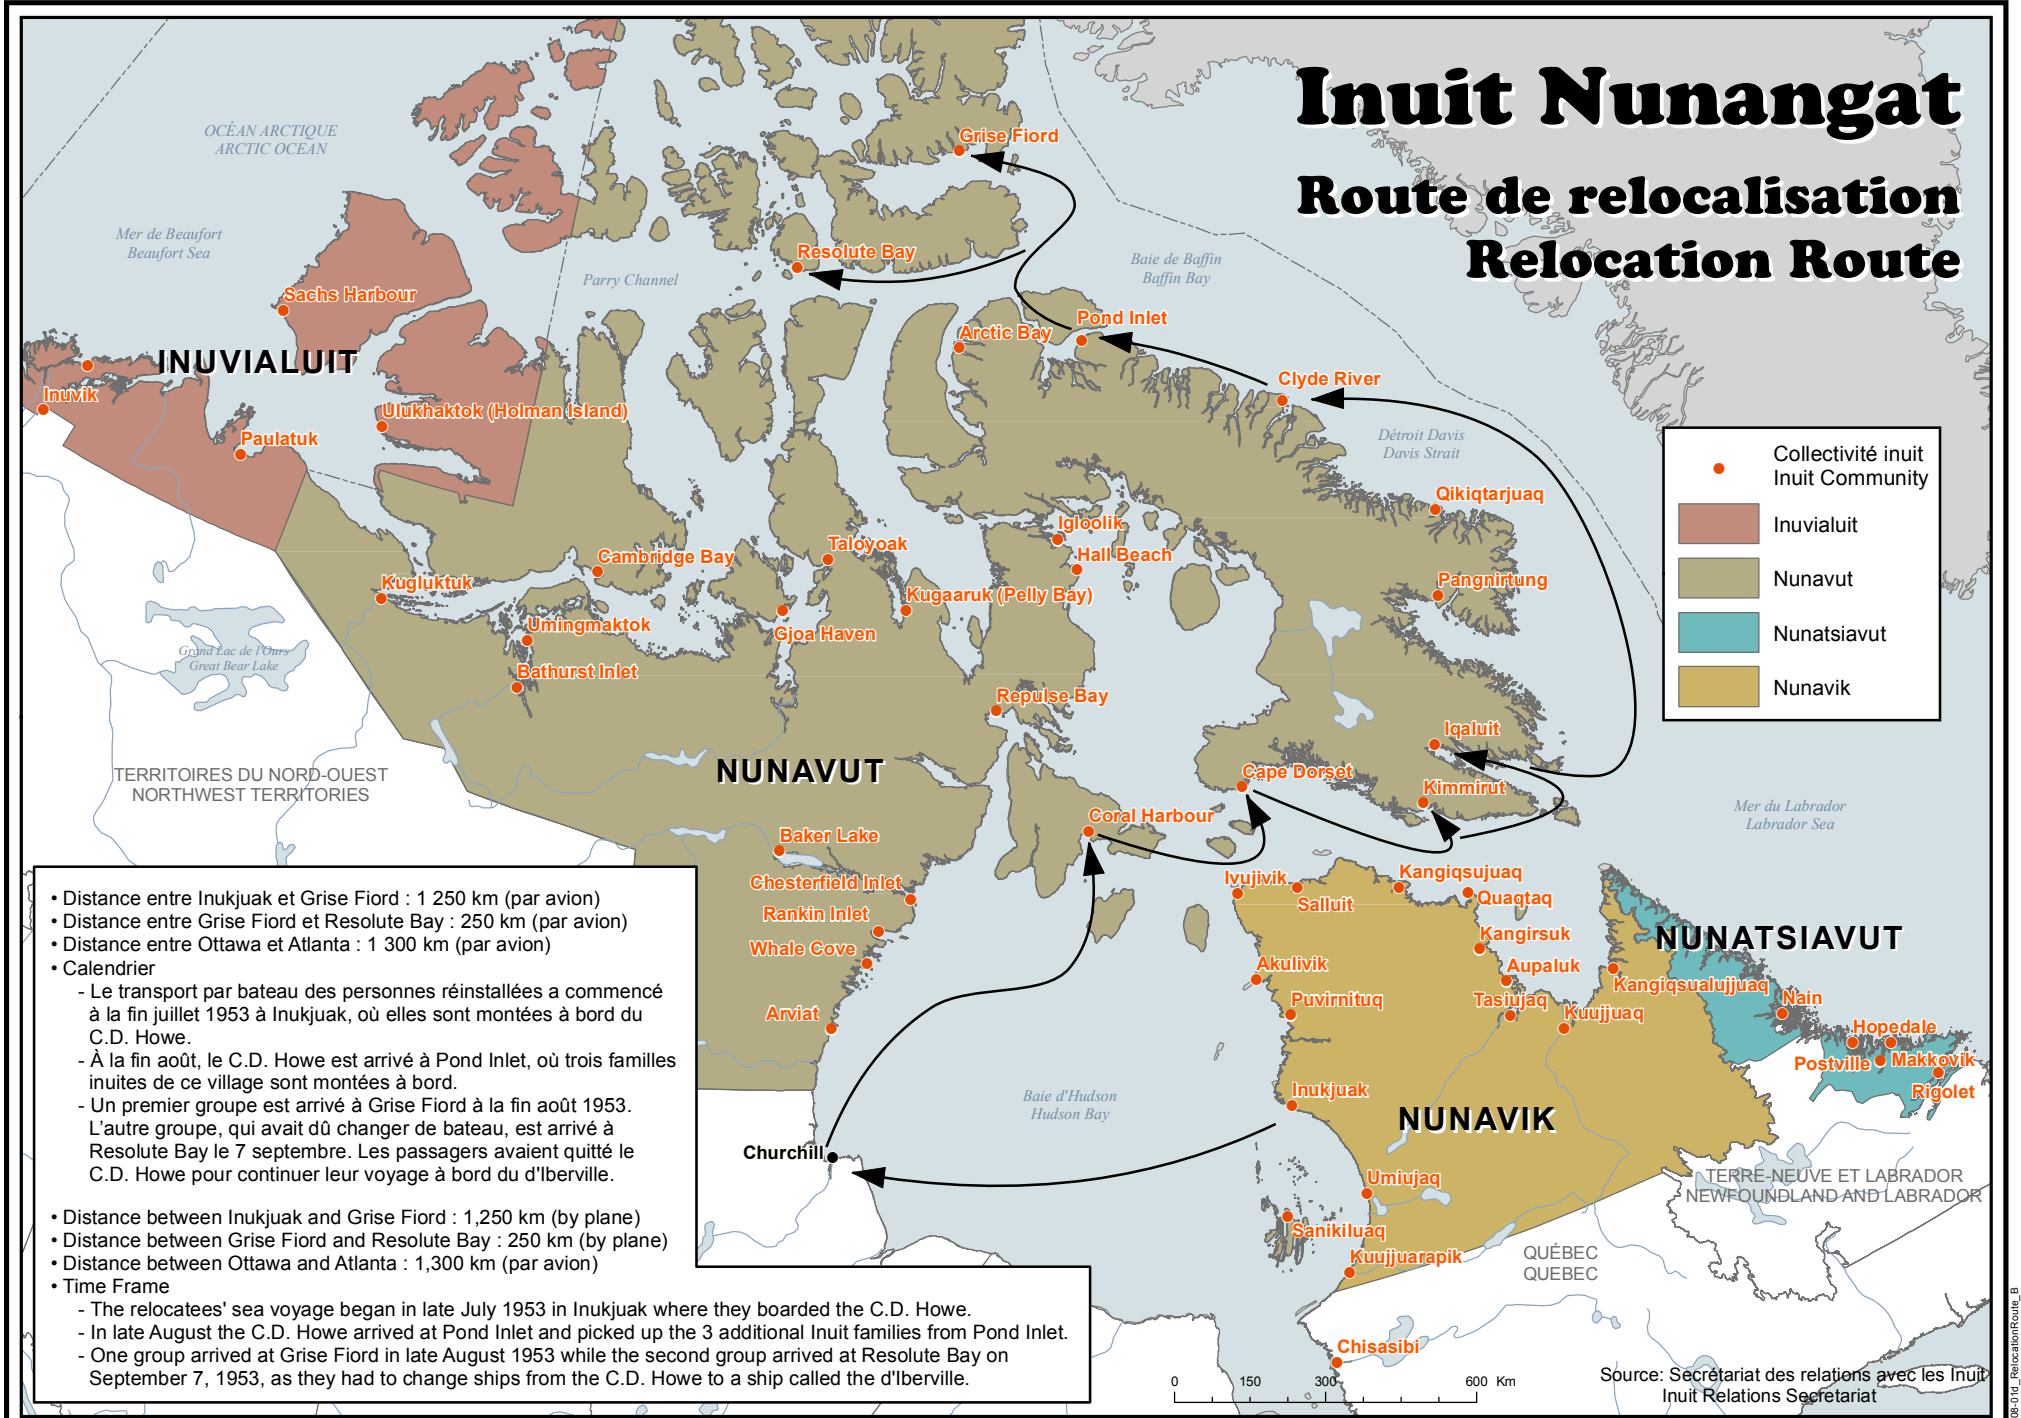 Inuit Nunangat
Route de relocalisation
Relocation Route
OCÉAN ARCTIQUE
ARCTIC OCEAN
Grise Fiord
Mer de Beaufort
Beaufort Sea
Resolute Bay
Parry Channel
Baie de Baffin
Baffin Bay
Sachs Harbour
Pond Inlet
Arctic Bay
INUVIALUIT
Clyde River
Inuvik
Ulukhaktok (Holman Island)
Paulatuk
Détroit Davis
Davis Strait
Collectivité inuit
Inuit Community
Inuvialuit
Nunavut
Nunatsiavut
Nunavik
Qikiqtarjuaq
Igloolik
Taloyoak
Hall Beach
Cambridge Bay
Kugluktuk
Pangnirtung
Kugaaruk (Pelly Bay)
Umingmaktok
Gjoa Haven
Grand Lac de l'Ours
Great Bear Lake
Bathurst Inlet
Repulse Bay
Iqaluit
NUNAVUT
Cape Dorset
TERRITOIRES DU NORD-OUEST
NORTHWEST TERRITORIES
Kimmirut
Mer du Labrador
Labrador Sea
Coral Harbour
Baker Lake
Kangiqsujuaq
Ivujivik
Chesterfield Inlet
Quaqtaq
Salluit
Rankin Inlet
Kangirsuk
NUNATSIAVUT
Whale Cove
Akulivik
Aupaluk
Kangiqsualujjuaq
Puvirnituq
Tasiujaq
Nain
Arviat
Kuujjuaq
Hopedale
Postville
Makkovik
Rigolet
Inukjuak
Baie d'Hudson
Hudson Bay
NUNAVIK
Churchill
Umiujaq
TERRE-NEUVE ET LABRADOR
NEWFOUNDLAND AND LABRADOR
Sanikiluaq
Kuujjuarapik
QUÉBEC
QUEBEC
Chisasibi
• Distance entre Inukjuak et Grise Fiord : 1 250 km (par avion)
• Distance entre Grise Fiord et Resolute Bay : 250 km (par avion)
• Distance entre Ottawa et Atlanta : 1 300 km (par avion)
• Calendrier
- Le transport par bateau des personnes réinstallées a commencé
à la fin juillet 1953 à Inukjuak, où elles sont montées à bord du
C.D. Howe.
- À la fin août, le C.D. Howe est arrivé à Pond Inlet, où trois familles
inuites de ce village sont montées à bord.
- Un premier groupe est arrivé à Grise Fiord à la fin août 1953.
L’autre groupe, qui avait dû changer de bateau, est arrivé à
Resolute Bay le 7 septembre. Les passagers avaient quitté le
C.D. Howe pour continuer leur voyage à bord du d'Iberville.
• Distance between Inukjuak and Grise Fiord : 1,250 km (by plane)
• Distance between Grise Fiord and Resolute Bay : 250 km (by plane)
• Distance between Ottawa and Atlanta : 1,300 km (par avion)
• Time Frame
- The relocatees' sea voyage began in late July 1953 in Inukjuak where they boarded the C.D. Howe.
- In late August the C.D. Howe arrived at Pond Inlet and picked up the 3 additional Inuit families from Pond Inlet.
- One group arrived at Grise Fiord in late August 1953 while the second group arrived at Resolute Bay on
September 7, 1953, as they had to change ships from the C.D. Howe to a ship called the d'Iberville.
0 150 300 600 Km
Source: Secrétariat des relations avec les Inuit
Inuit Relations Secretariat
08-01d_RelocationRoute_B